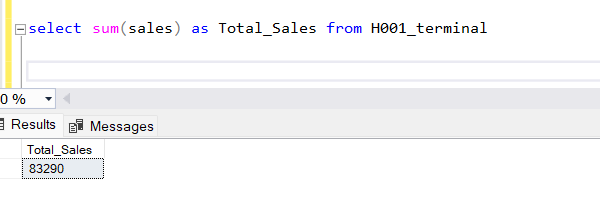 select sum(sales) as Total_Sales from H001_terminal
0 %
Results Messages
Total_Sales
83290